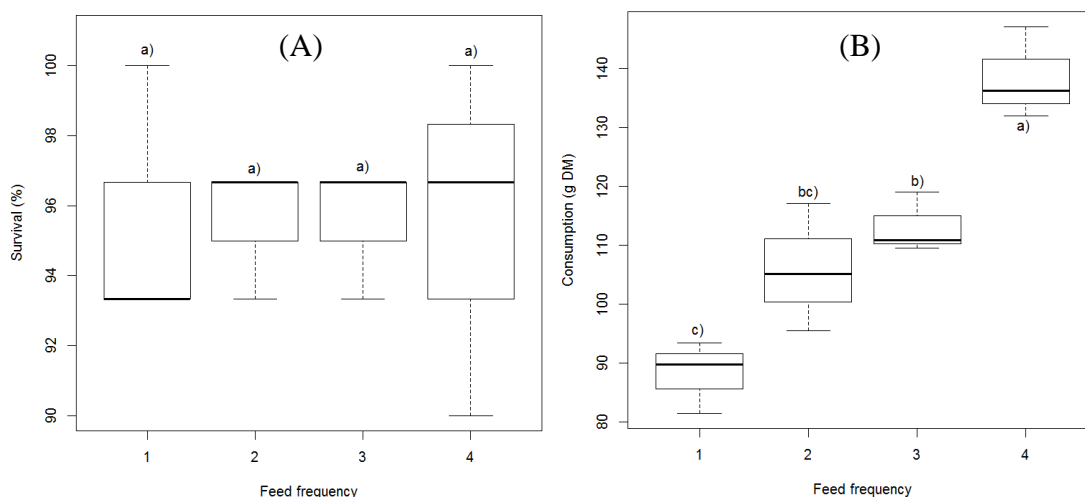 (A)
a)
a)
a)
a)
100
98
96
94
92
90
Survival (%)
1 2 3 4
Feed frequency
(B)
c)
bc)
b)
a)
140
130
120
110
100
90
80
Consumption (g DM)
1 2 3 4
Feed frequency